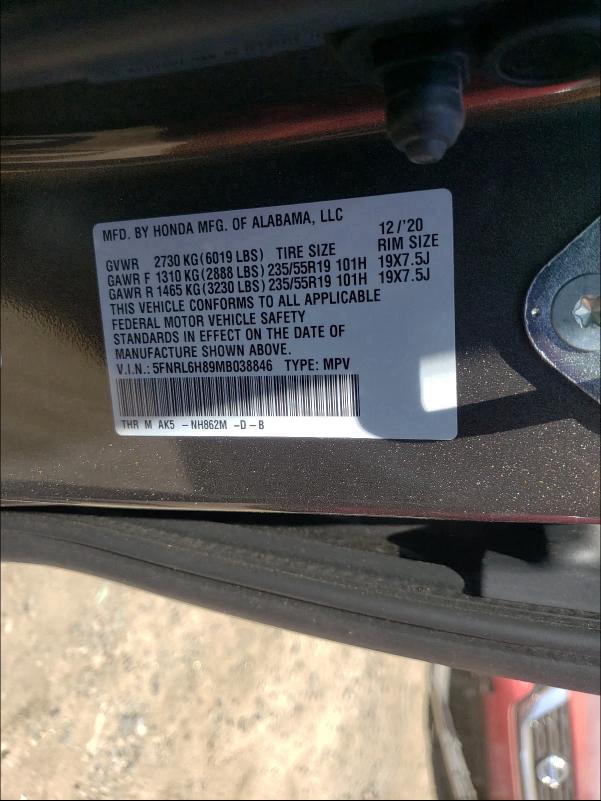 MFD. BY HONDA MFG. OF ALABAMA, LLC 12/'20
GVWR 2730 KG (6019 LBS) TIRE SIZE RIM SIZE
GAWR F 1310 KG (2888 LBS) 235/55R19 101H 19X7.5J
GAWR R 1465 KG (3230 LBS) 235/55R19 101H 19X7.5J
THIS VEHICLE CONFORMS TO ALL APPLICABLE
FEDERAL MOTOR VEHICLE SAFETY
STANDARDS IN EFFECT ON THE DATE OF
MANUFACTURE SHOWN ABOVE.
V.I.N.: 5FNRL6H89MB038846 TYPE: MPV
THR M AK5 -NH862M -D-B